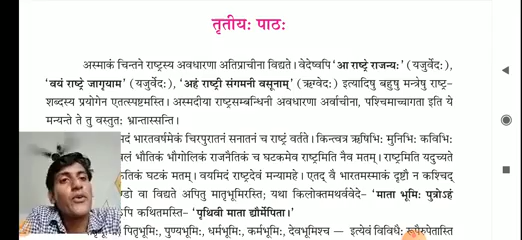 तृतीयः पाठः
अस्माकं चिन्तने राष्ट्रस्य अवधारणा अतिप्राचीना विद्यते। वेदेष्वपि 'आ राष्ट्रं राजन्यः' (यजुर्वेदः),
'वयं राष्ट्रे जागृयाम' (यजुर्वेदः), 'अहं राष्ट्री संगमनी वसूनाम्' (ऋग्वेदः) इत्यादिषु बहुषु मन्त्रेषु राष्ट्र-
शब्दस्य प्रयोगेन एतत्स्पष्टमस्ति। अस्मदीया राष्ट्रसम्बन्धिनी अवधारणा अर्वाचीना, पश्चिमाच्चागता इति ये
मन्यन्ते ते तु वस्तुतः भ्रान्तास्सन्ति।
मदं भारतवर्षमेकं चिरपुरातनं सनातनं च राष्ट्रं वर्तते। किन्त्वत्र ऋषिभिः मुनिभिः कविभिः
वलं भौतिकं भौगोलिकं राजनैतिकं च घटकमेव राष्ट्रमिति नैव मतम्। राष्ट्रमिति यदुच्यते
कृतिकं घटकं मतम्। वयमिदं राष्ट्रदेवं मन्यामहे। एतद् वै भारतमस्माकं दृष्टौ न कश्चिद्
ण्डो वा विद्यते अपितु मातृभूमिरस्ति; यथा किलोक्तमथर्ववेदे- 'माता भूमिः पुत्रोऽहं
ऽपि कथितमस्ति- 'पृथिवी माता द्यौर्मेपिता।'
पितृभूमिः, पुण्यभूमिः, धर्मभूमिः, कर्मभूमिः, देवभूमिश्च — इत्येवं विविधैः रूपैरुपेतास्ति